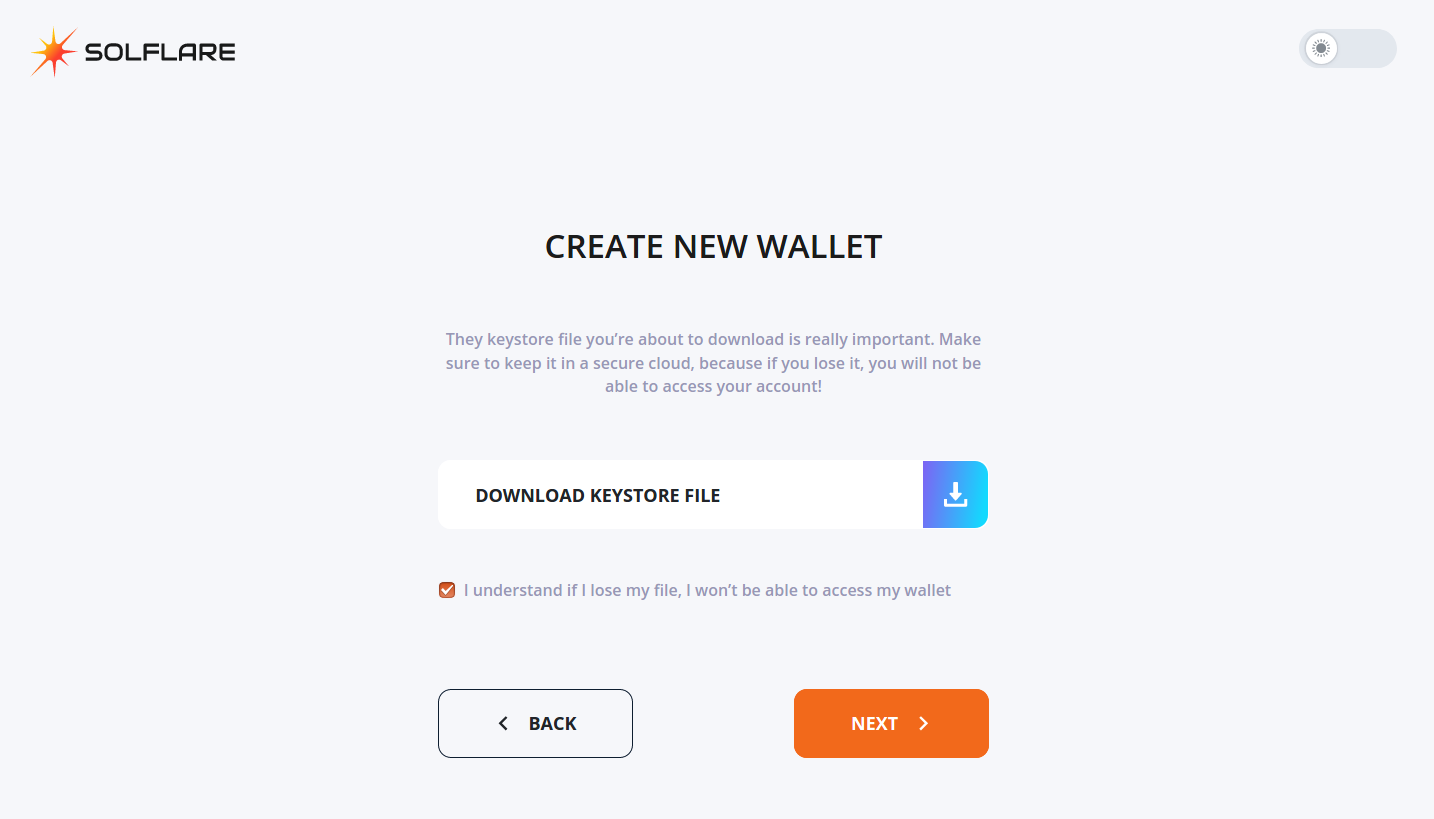 SOLFLARE
CREATE NEW WALLET
They keystore file you’re about to download is really important. Make
sure to keep it in a secure cloud, because if you lose it, you will not be
able to access your account!
DOWNLOAD KEYSTORE FILE
I understand if I lose my file, I won’t be able to access my wallet
BACK
NEXT